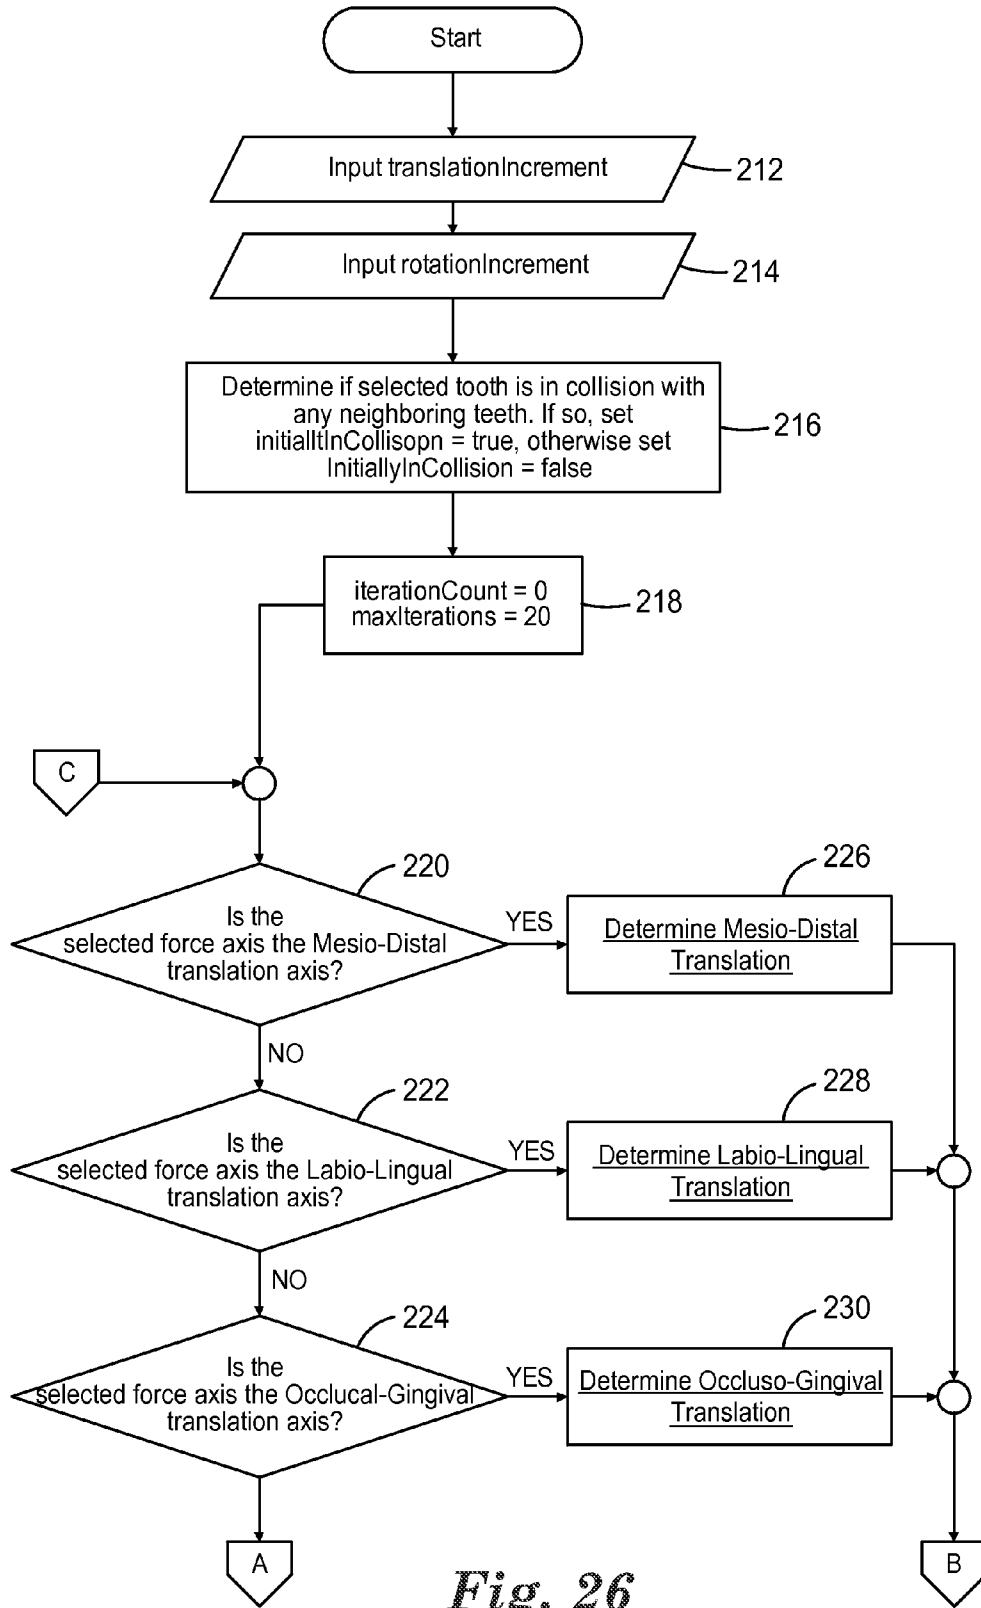 Start
Input translationIncrement
212
Input rotationIncrement
214
Determine if selected tooth is in collision with
any neighboring teeth. If so, set
initialltInCollisopn = true, otherwise set
InitiallyInCollision = false
216
iterationCount = 0
maxIterations = 20
218
C
220
Is the
selected force axis the Mesio-Distal
translation axis?
YES
226
Determine Mesio-Distal
Translation
NO
222
Is the
selected force axis the Labio-Lingual
translation axis?
YES
228
Determine Labio-Lingual
Translation
NO
224
Is the
selected force axis the Occlucal-Gingival
translation axis?
YES
230
Determine Occluso-Gingival
Translation
A
B
Fig. 26